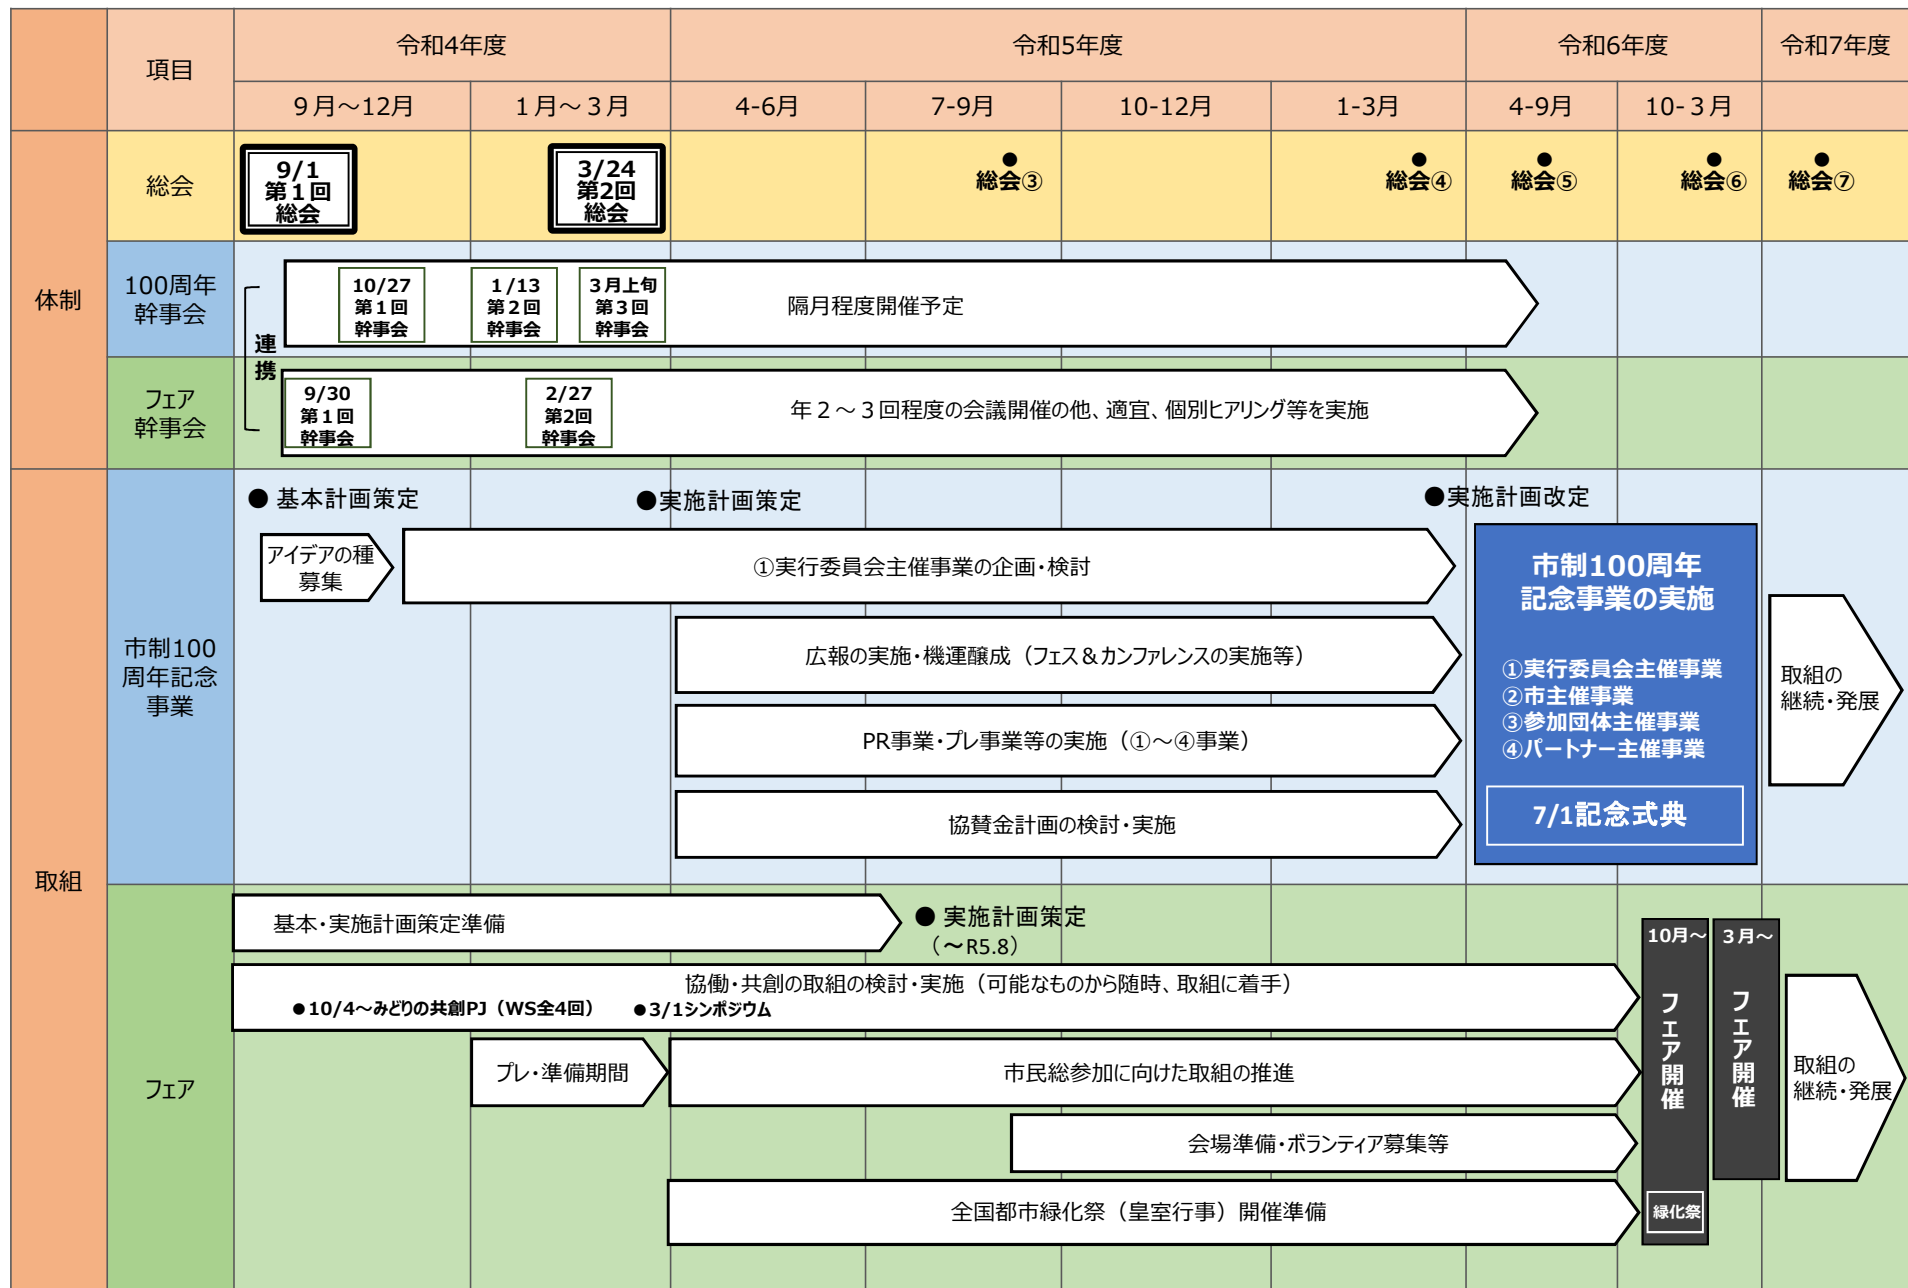 項目
令和4年度
令和5年度
令和6年度
令和7年度
９月～12月
１月～３月
4-6月
7-9月
10-12月
1-3月
4-9月
10-３月
体制
総会
9/1
第１回
総会
3/24
第2回
総会
●
総会③
●
総会④
●
総会⑤
●
総会⑥
●
総会⑦
100周年
幹事会
連
携
10/27
第１回
幹事会
1/13
第２回
幹事会
３月上旬
第３回
幹事会
隔月程度開催予定
フェア
幹事会
9/30
第１回
幹事会
2/27
第2回
幹事会
年２～３回程度の会議開催の他、適宜、個別ヒアリング等を実施
取組
市制100
周年記念
事業
● 基本計画策定
●実施計画策定
●実施計画改定
アイデアの種
募集
①実行委員会主催事業の企画・検討
広報の実施・機運醸成（フェス＆カンファレンスの実施等）
PR事業・プレ事業等の実施（①～④事業）
協賛金計画の検討・実施
市制100周年
記念事業の実施
①実行委員会主催事業
②市主催事業
③参加団体主催事業
④パートナー主催事業
7/1記念式典
取組の
継続・発展
フェア
基本・実施計画策定準備
● 実施計画策定
（～R5.8）
協働・共創の取組の検討・実施（可能なものから随時、取組に着手）
●10/4～みどりの共創PJ（WS全4回）
●3/1シンポジウム
プレ・準備期間
市民総参加に向けた取組の推進
会場準備・ボランティア募集等
全国都市緑化祭（皇室行事）開催準備
10月～
フェア開催
緑化祭
３月～
フェア開催
取組の
継続・発展